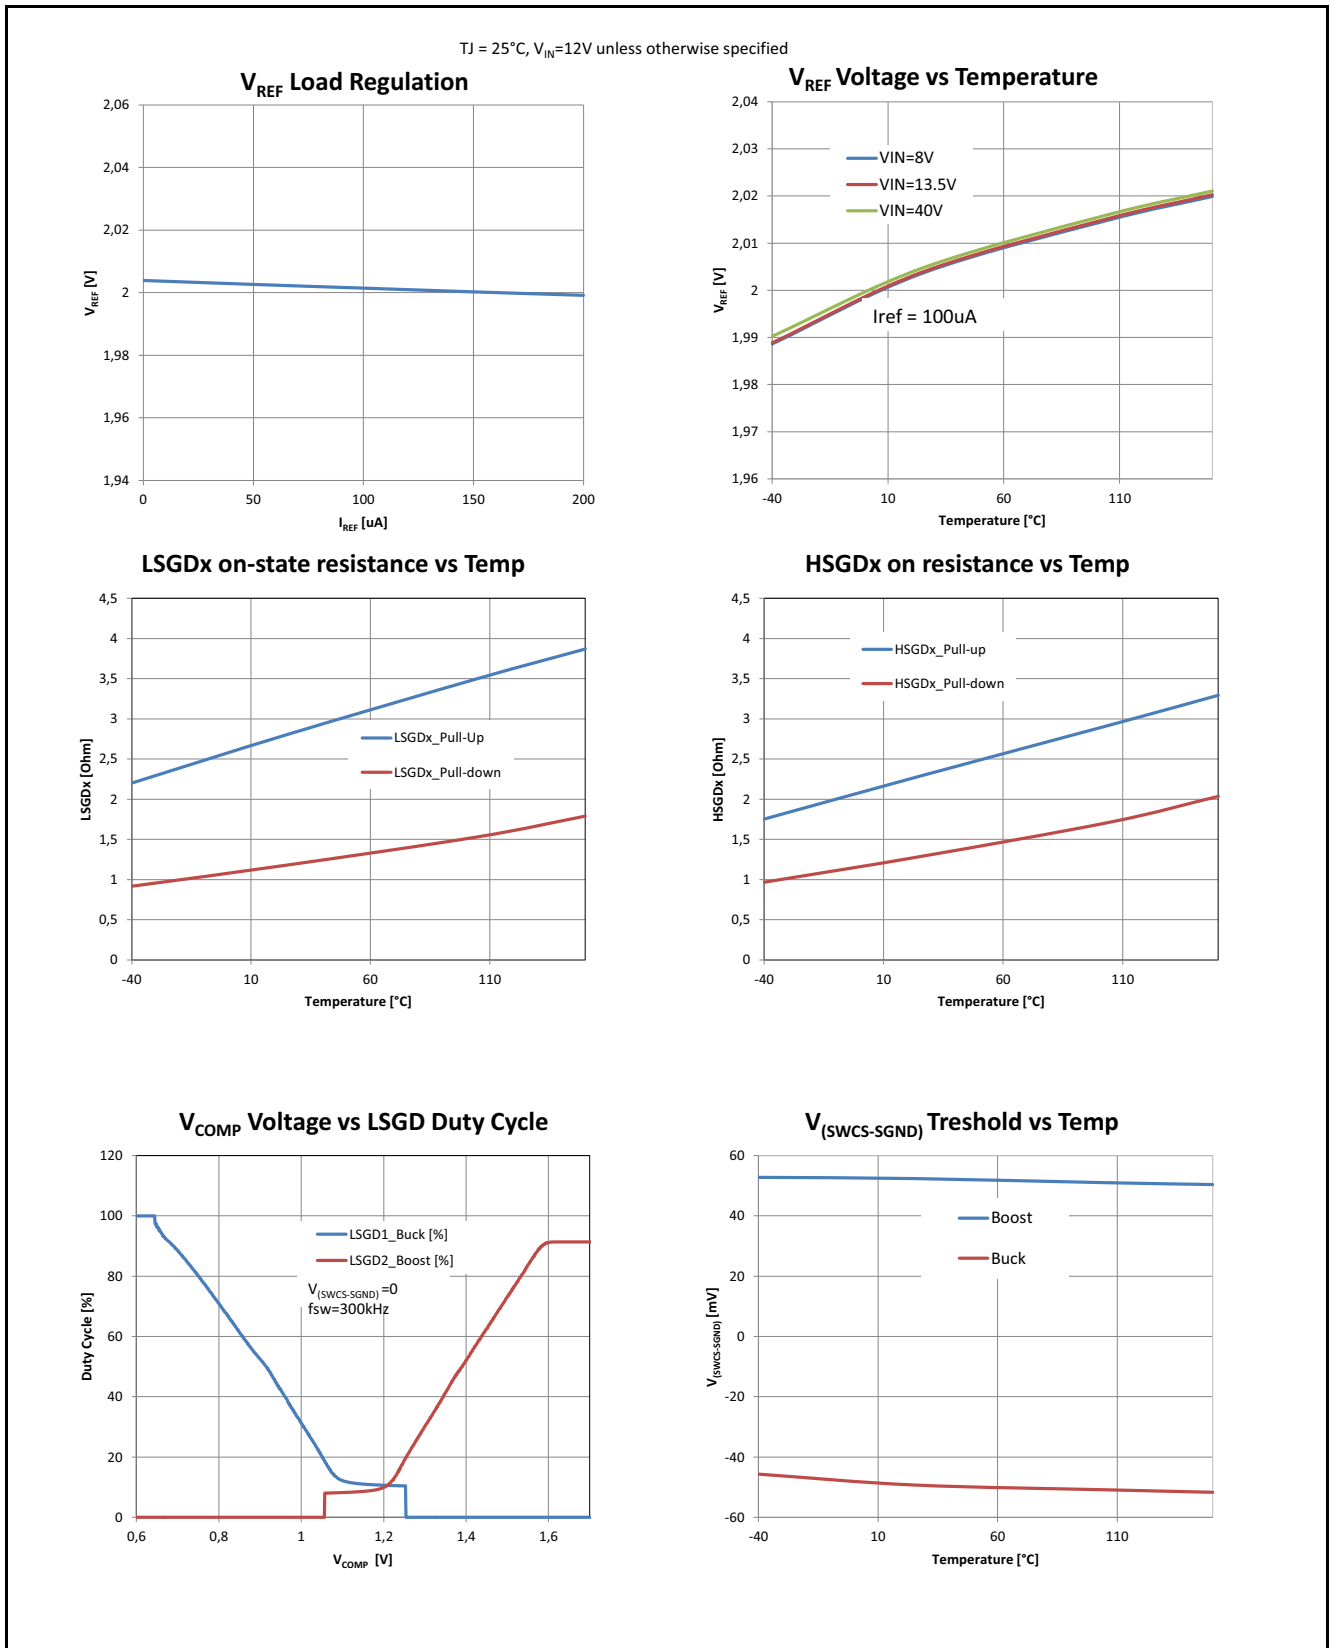 TJ = 25°C, VIN=12V unless otherwise specified
VREF Load Regulation
2,06
2,04
2,02
2
1,98
1,96
1,94
VREF [V]
0
50
100
150
200
IREF [uA]
VREF Voltage vs Temperature
2,04
2,03
2,02
2,01
2
1,99
1,98
1,97
1,96
VREF [V]
VIN=8V
VIN=13.5V
VIN=40V
Iref = 100uA
-40
10
60
110
Temperature [°C]
LSGDx on-state resistance vs Temp
4,5
4
3,5
3
2,5
2
1,5
1
0,5
0
LSGDx [Ohm]
LSGDx_Pull-Up
LSGDx_Pull-down
-40
10
60
110
Temperature [°C]
HSGDx on resistance vs Temp
4,5
4
3,5
3
2,5
2
1,5
1
0,5
0
HSGDx [Ohm]
HSGDx_Pull-up
HSGDx_Pull-down
-40
10
60
110
Temperature [°C]
VCOMP Voltage vs LSGD Duty Cycle
120
100
80
60
40
20
0
Duty Cycle [%]
LSGD1_Buck [%]
LSGD2_Boost [%]
V(SWCS-SGND) =0
fsw=300kHz
0,6
0,8
1
1,2
1,4
1,6
VCOMP [V]
V(SWCS-SGND) Treshold vs Temp
60
40
20
0
-20
-40
-60
V(SWCS-SGND) [mV]
Boost
Buck
-40
10
60
110
Temperature [°C]